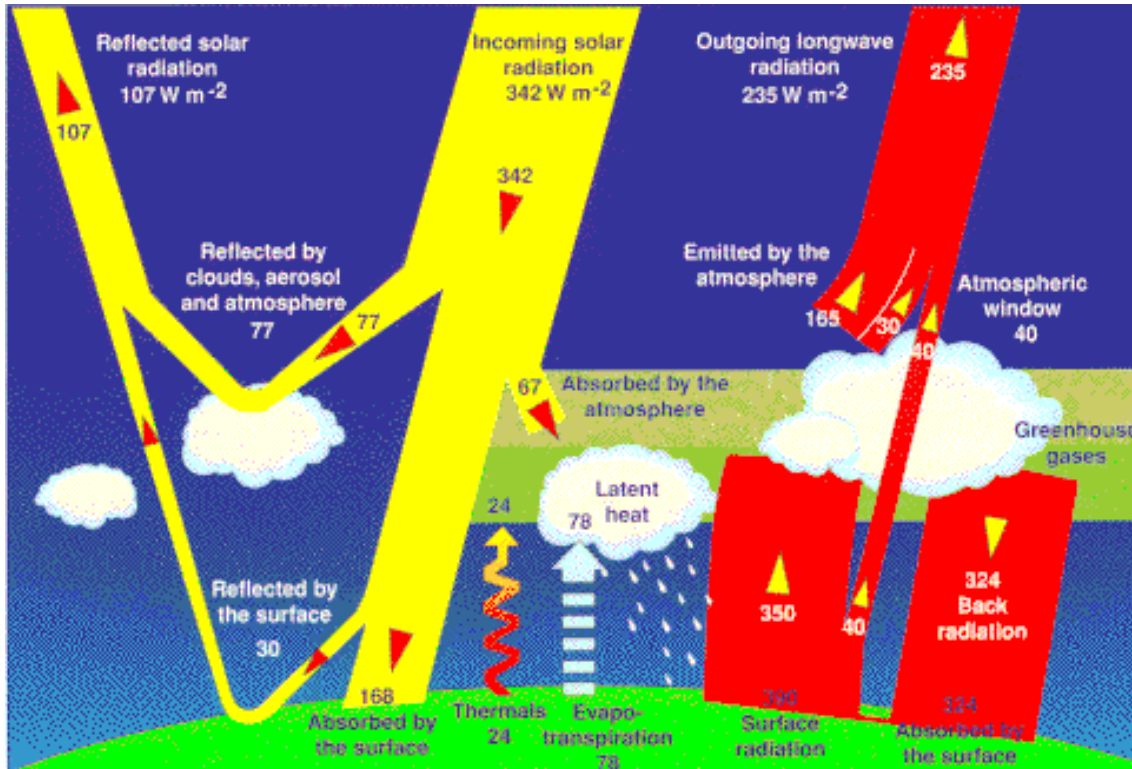 Reflected solar
radiation
107 W m-2
Incoming solar
radiation
342 W m-2
Outgoing longwave
radiation
235 W m-2
235
107
342
Reflected by
clouds, aerosol
and atmosphere
77
77
Emitted by the
atmosphere
165
30
40
Atmospheric
window
40
67
Absorbed by the
atmosphere
Greenhouse
gases
Latent
heat
24
78
Reflected by
the surface
30
350
40
324
Back
radiation
168
Absorbed by
the surface
Thermals
24
Evapo-
transpiration
78
390
Surface
radiation
324
Absorbed by
the surface